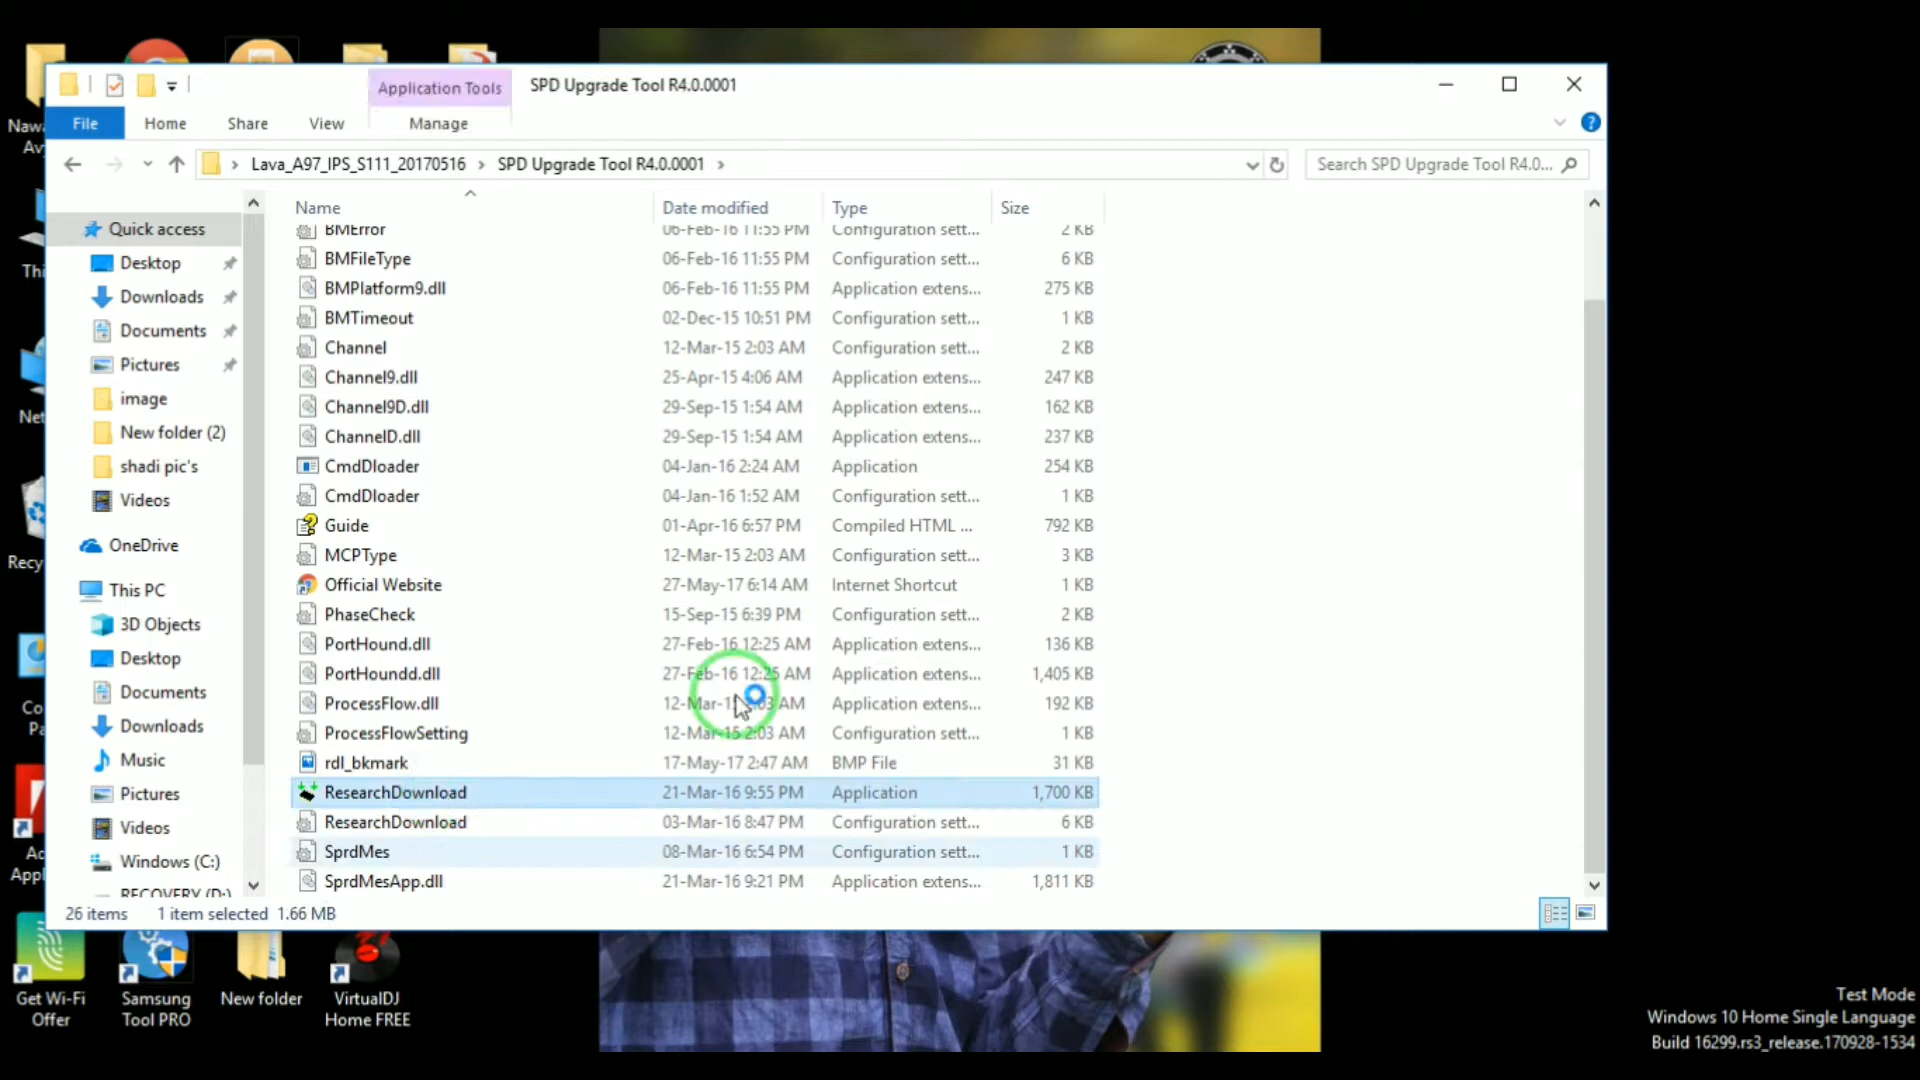 Application Tools
SPD Upgrade Tool R4.0.0001
File
Home
Share
View
Manage
Lava_A97_IPS_S111_20170516 › SPD Upgrade Tool R4.0.0001 ›
Search SPD Upgrade Tool R4.0...
Name Date modified Type Size
BMError 06-Feb-16 11:55 PM Configuration sett... 2 KB
BMFileType 06-Feb-16 11:55 PM Configuration sett... 6 KB
BMPlatform9.dll 06-Feb-16 11:55 PM Application extens... 275 KB
BMTimeout 02-Dec-15 10:51 PM Configuration sett... 1 KB
Channel 12-Mar-15 2:03 AM Configuration sett... 2 KB
Channel9.dll 25-Apr-15 4:06 AM Application extens... 247 KB
Channel9D.dll 29-Sep-15 1:54 AM Application extens... 162 KB
ChannelD.dll 29-Sep-15 1:54 AM Application extens... 237 KB
CmdDloader 04-Jan-16 2:24 AM Application 254 KB
CmdDloader 04-Jan-16 1:52 AM Configuration sett... 1 KB
Guide 01-Apr-16 6:57 PM Compiled HTML ... 792 KB
MCPType 12-Mar-15 2:03 AM Configuration sett... 3 KB
Official Website 27-May-17 6:14 AM Internet Shortcut 1 KB
PhaseCheck 15-Sep-15 6:39 PM Configuration sett... 2 KB
PortHound.dll 27-Feb-16 12:25 AM Application extens... 136 KB
PortHoundd.dll 27-Feb-16 12:25 AM Application extens... 1,405 KB
ProcessFlow.dll AM Application extens... 192 KB
ProcessFlowSetting 12-Mar-15 2:03 AM Configuration sett... 1 KB
rdl_bkmark 17-May-17 2:47 AM BMP File 31 KB
ResearchDownload 21-Mar-16 9:55 PM Application 1,700 KB
ResearchDownload 03-Mar-16 8:47 PM Configuration sett... 6 KB
SprdMes 08-Mar-16 6:54 PM Configuration sett... 1 KB
SprdMesApp.dll 21-Mar-16 9:21 PM Application extens... 1,811 KB
Quick access
Desktop
Downloads
Documents
Pictures
image
New folder (2)
shadi pic's
Videos
OneDrive
This PC
3D Objects
Desktop
Documents
Downloads
Music
Pictures
Videos
Windows (C:)
RECOVERY (D:)
26 items 1 item selected 1.66 MB
Get Wi-Fi
Offer
Samsung
Tool PRO
New folder
VirtualDJ
Home FREE
Test Mode
Windows 10 Home Single Language
Build 16299.rs3_release.170928-1534